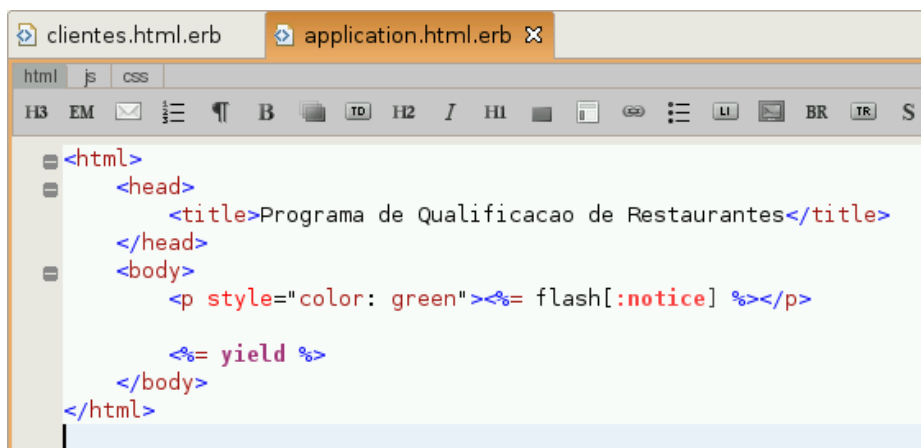 clientes.html.erb application.html.erb
html js css
H3 EM ¶ B TD H2 I H1 LI BR TR S
<html>
<head>
<title>Programa de Qualificacao de Restaurantes</title>
</head>
<body>
<p style="color: green"><%= flash[:notice] %></p>
<%= yield %>
</body>
</html>